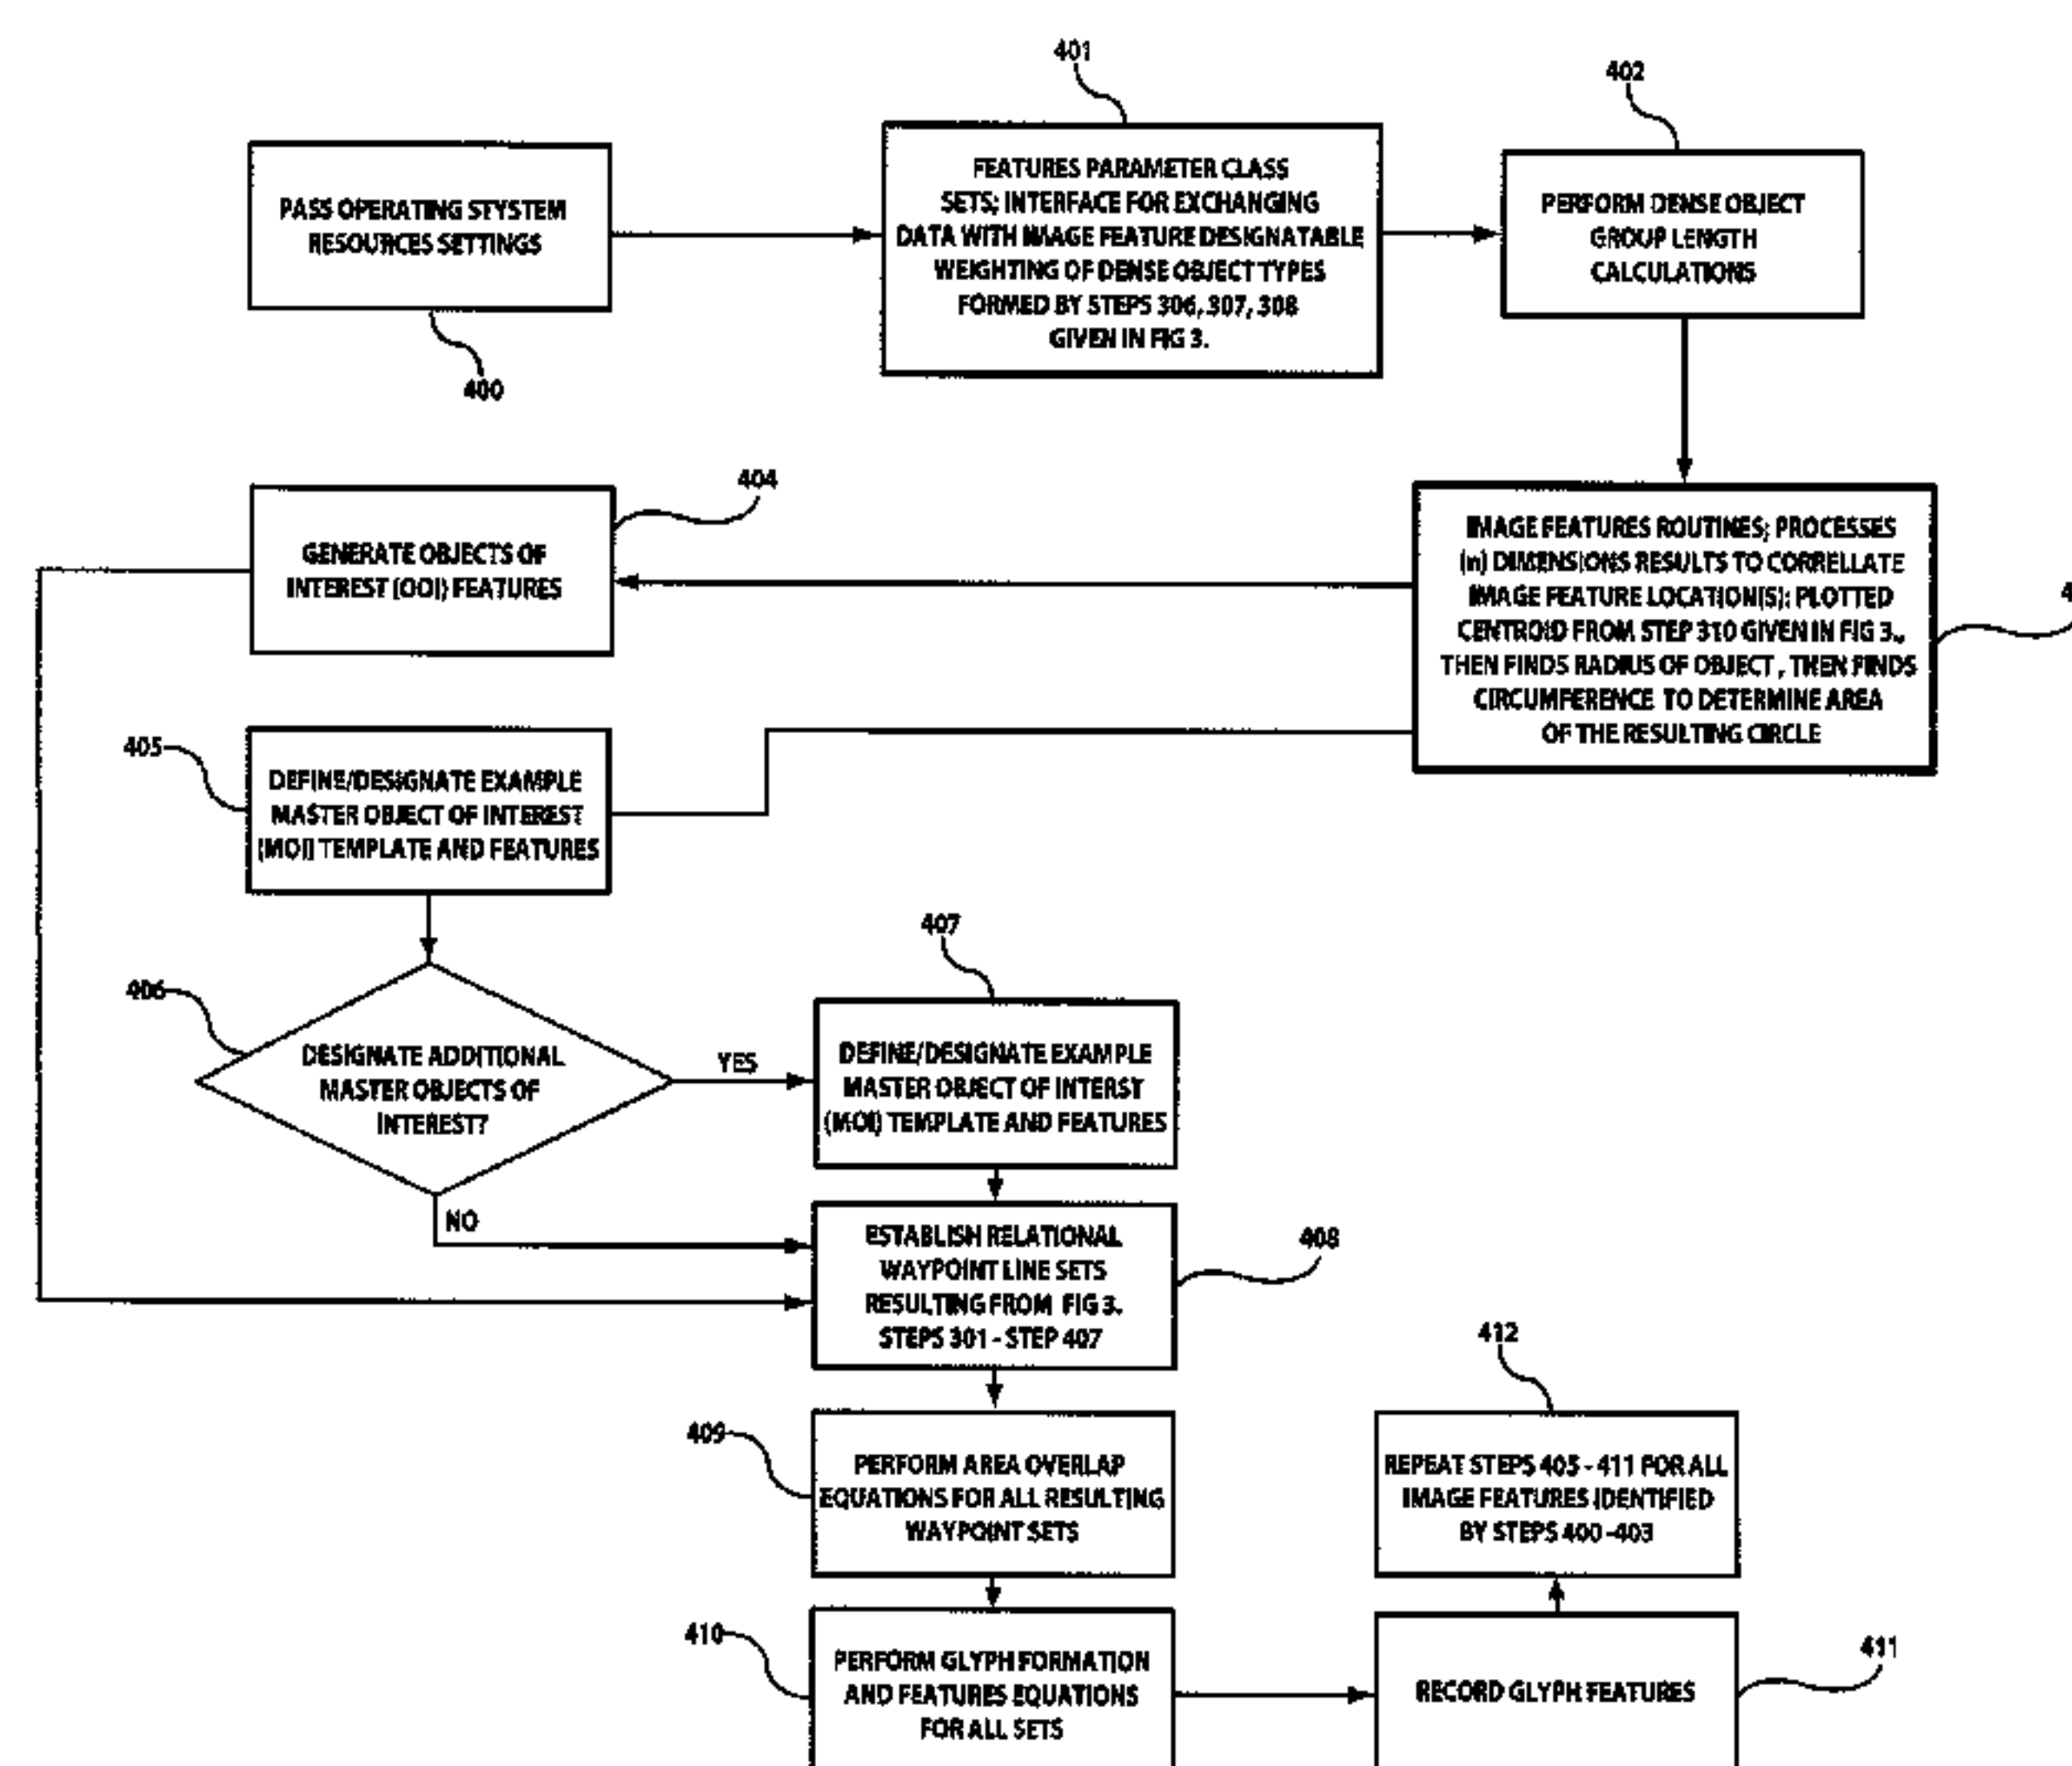 401
402
PASS OPERATING STYSTEM
RESOURCES SETTINGS
400
FEATURES PARAMETER CLASS
SETS; INTERFACE FOR EXCHANGING
DATA WITH IMAGE FEATURE DESIGNATABLE
WEIGHTING OF DENSE OBJECT TYPES
FORMED BY STEPS 306, 307, 308
GIVEN IN FIG 3.
PERFORM DENSE OBJECT
GROUP LENGTH
CALCULATIONS
404
GENERATE OBJECTS OF
INTEREST (OOI) FEATURES
IMAGE FEATURES ROUTINES; PROCESSES
(n) DIMENSIONS RESULTS TO CORRELLATE
IMAGE FEATURE LOCATION(S); PLOTTED
CENTROID FROM STEP 310 GIVEN IN FIG 3.,
THEN FINDS RADIUS OF OBJECT , THEN FINDS
CIRCUMFERENCE TO DETERMINE AREA
OF THE RESULTING CIRCLE
405
DEFINE/DESIGNATE EXAMPLE
MASTER OBJECT OF INTEREST
(MOI) TEMPLATE AND FEATURES
406
DESIGNATE ADDITIONAL
MASTER OBJECTS OF
INTEREST?
YES
NO
407
DEFINE/DESIGNATE EXAMPLE
MASTER OBJECT OF INTERST
(MOI) TEMPLATE AND FEATURES
408
ESTABLISH RELATIONAL
WAYPOINT LINE SETS
RESULTING FROM FIG 3.
STEPS 301 - STEP 407
409
PERFORM AREA OVERLAP
EQUATIONS FOR ALL RESULTING
WAYPOINT SETS
412
REPEAT STEPS 405 - 411 FOR ALL
IMAGE FEATURES IDENTIFIED
BY STEPS 400 -403
410
PERFORM GLYPH FORMATION
AND FEATURES EQUATIONS
FOR ALL SETS
411
RECORD GLYPH FEATURES